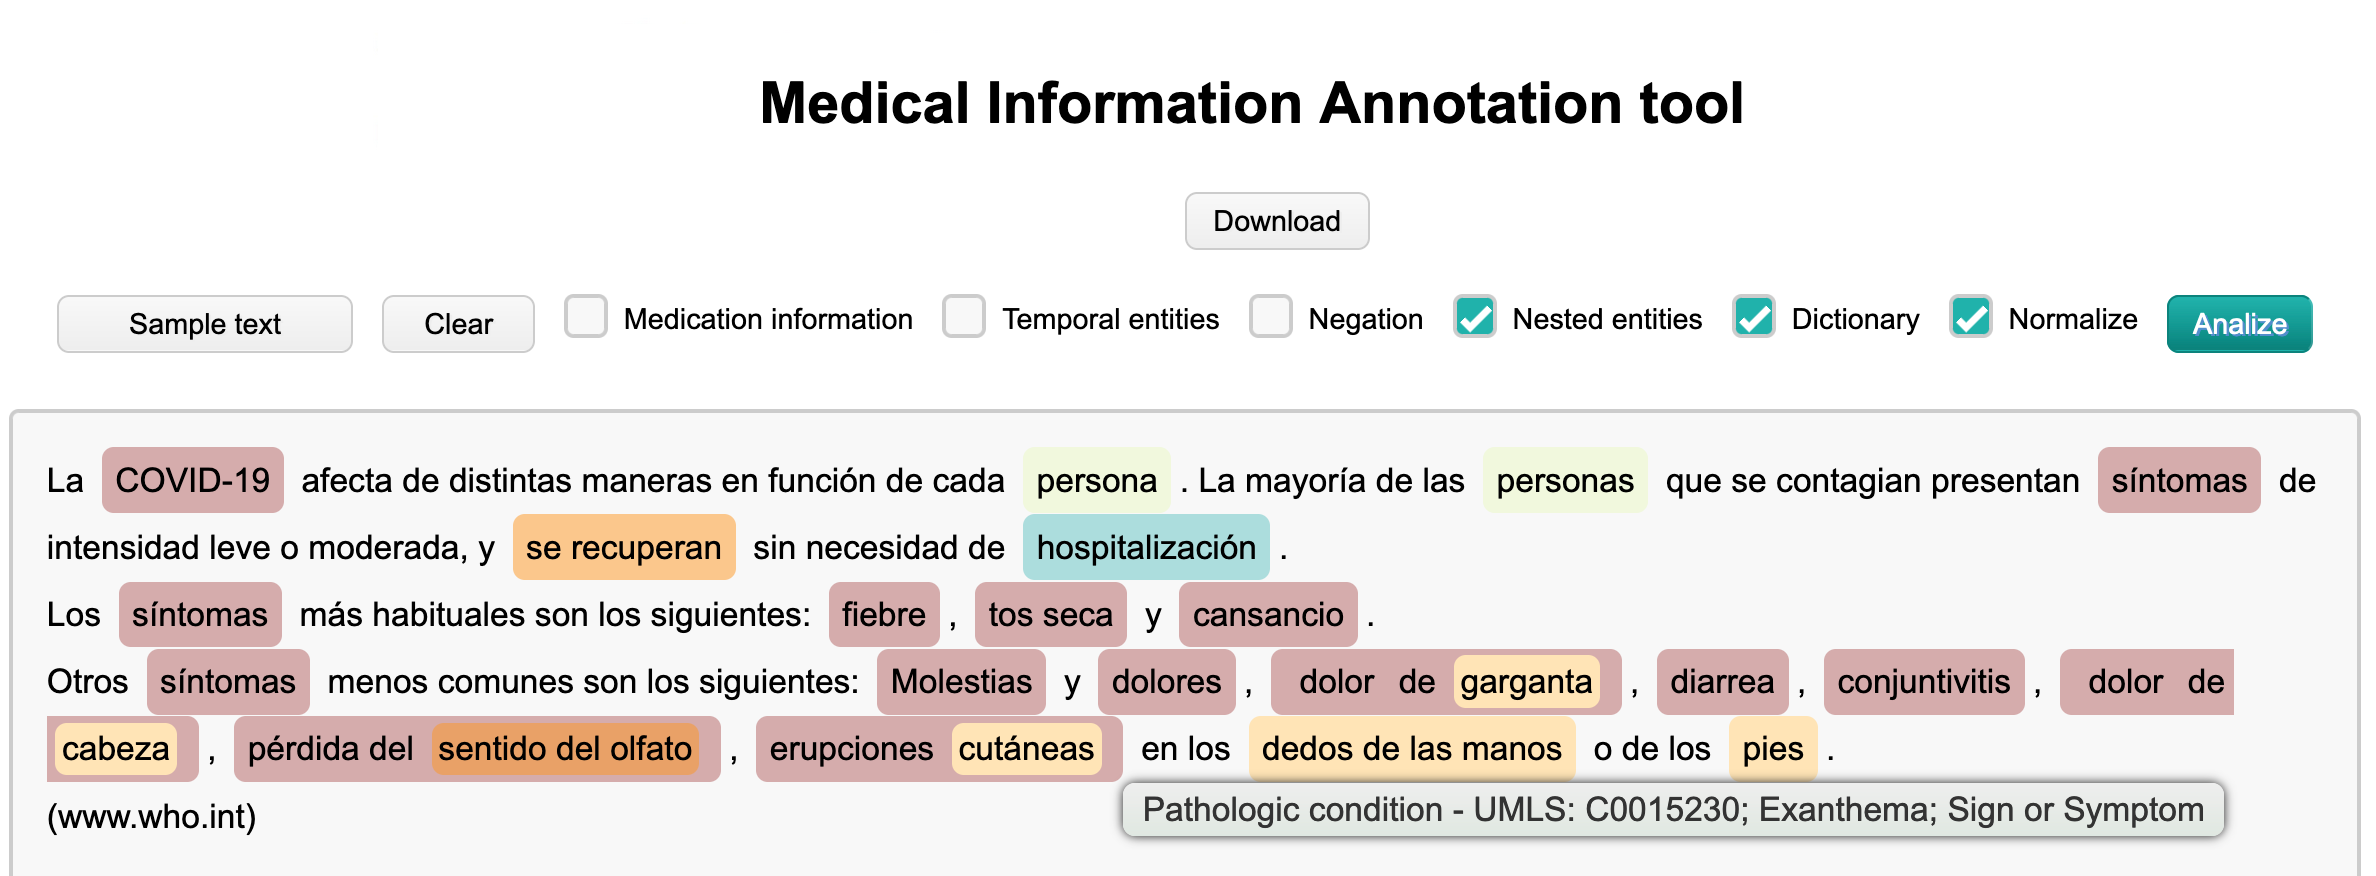 Medical Information Annotation tool
Download
Sample text Clear Medication information Temporal entities Negation Nested entities Dictionary Normalize Analize
La COVID-19 afecta de distintas maneras en función de cada persona . La mayoría de las personas que se contagian presentan síntomas de
intensidad leve o moderada, y se recuperan sin necesidad de hospitalización .
Los síntomas más habituales son los siguientes: fiebre , tos seca y cansancio .
Otros síntomas menos comunes son los siguientes: Molestias y dolores , dolor de garganta , diarrea , conjuntivitis , dolor de
cabeza , pérdida del sentido del olfato , erupciones cutáneas en los dedos de las manos o de los pies .
(www.who.int)
Pathologic condition - UMLS: C0015230; Exanthema; Sign or Symptom